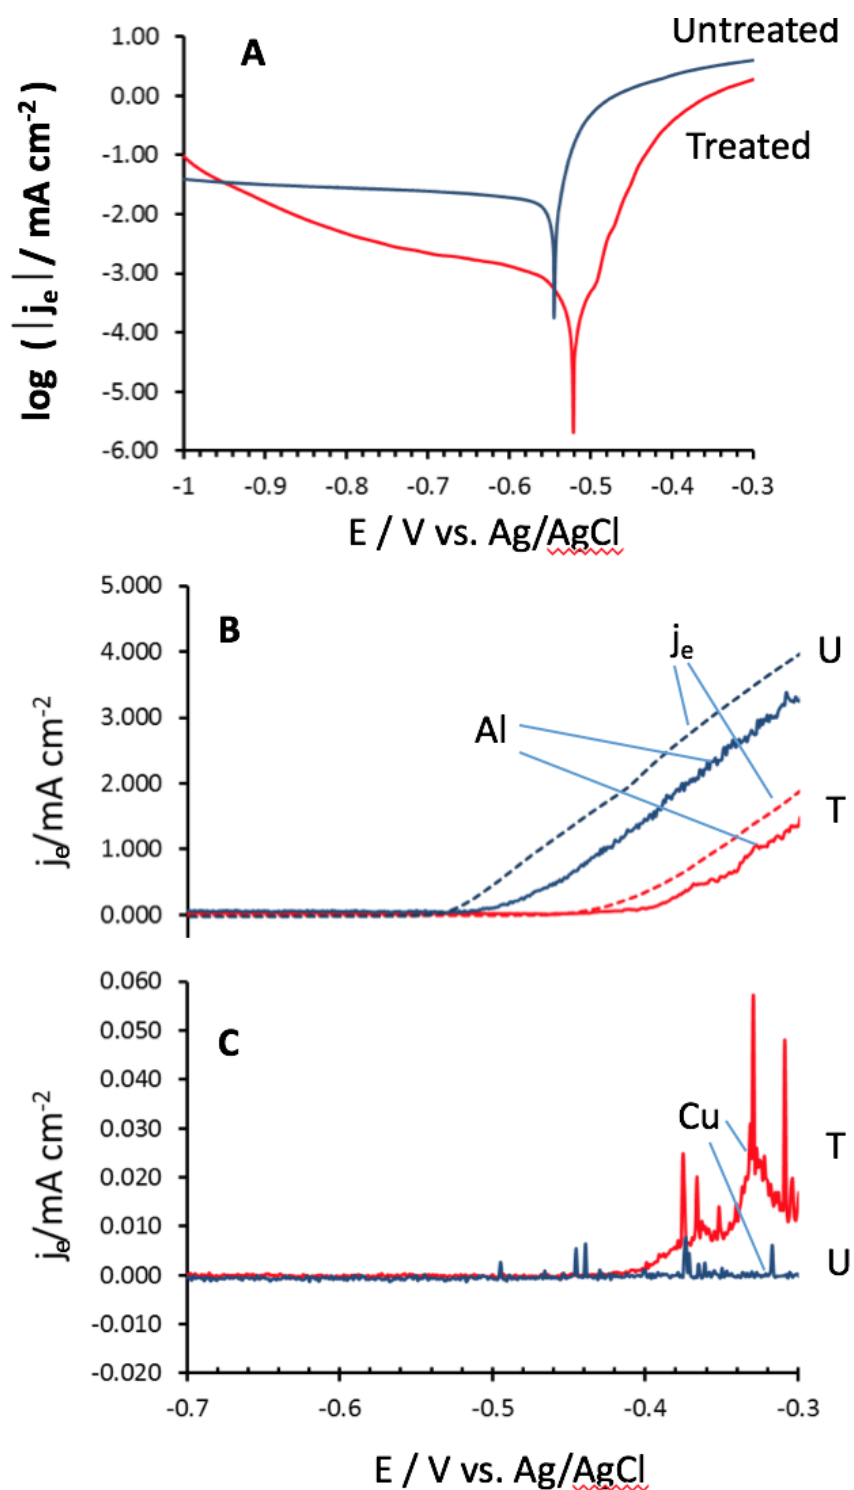 Untreated
A
Treated
log (|jₑ|/ mA cm⁻²)
1.00
0.00
-1.00
-2.00
-3.00
-4.00
-5.00
-6.00
-1 -0.9 -0.8 -0.7 -0.6 -0.5 -0.4 -0.3
E / V vs. Ag/AgCl
B
jₑ
U
Al
T
jₑ/mA cm⁻²
5.000
4.000
3.000
2.000
1.000
0.000
C
Cu
T
U
jₑ/mA cm⁻²
0.060
0.050
0.040
0.030
0.020
0.010
0.000
-0.010
-0.020
-0.7 -0.6 -0.5 -0.4 -0.3
E / V vs. Ag/AgCl